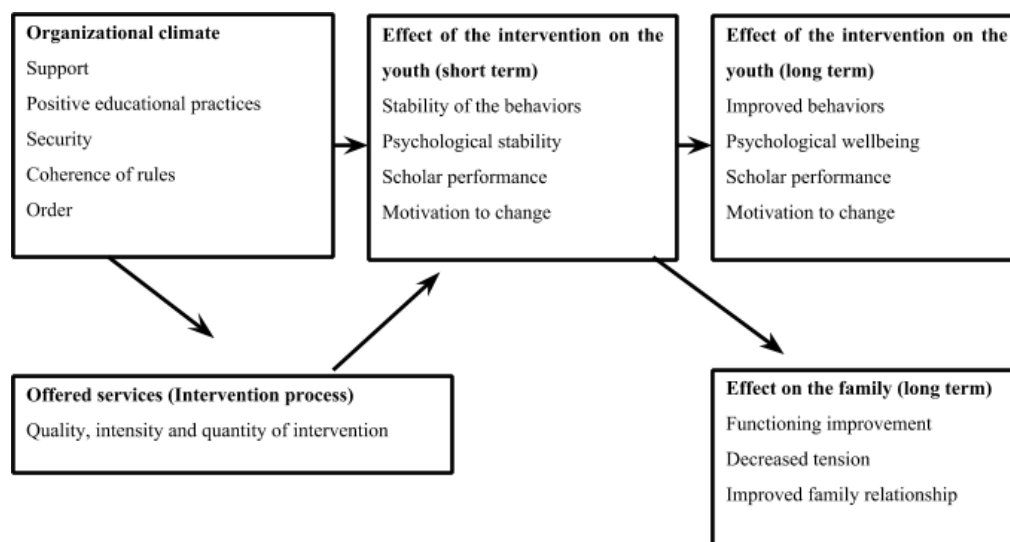 Organizational climate
Support
Positive educational practices
Security
Coherence of rules
Order
Effect of the intervention on the
youth (short term)
Stability of the behaviors
Psychological stability
Scholar performance
Motivation to change
Effect of the intervention on the
youth (long term)
Improved behaviors
Psychological wellbeing
Scholar performance
Motivation to change
Offered services (Intervention process)
Quality, intensity and quantity of intervention
Effect on the family (long term)
Functioning improvement
Decreased tension
Improved family relationship